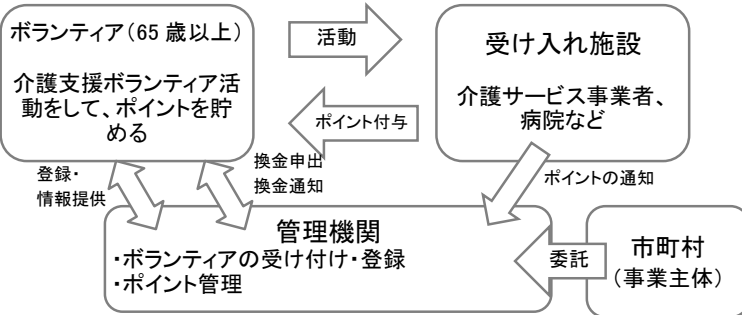 ボランティア（65 歳以上）
介護支援ボランティア活
動をして、ポイントを貯
める
活動
ポイント付与
受け入れ施設
介護サービス事業者、
病院など
登録・
情報提供
換金申出
換金通知
ポイントの通知
管理機関
・ボランティアの受け付け・登録
・ポイント管理
委託
市町村
（事業主体）